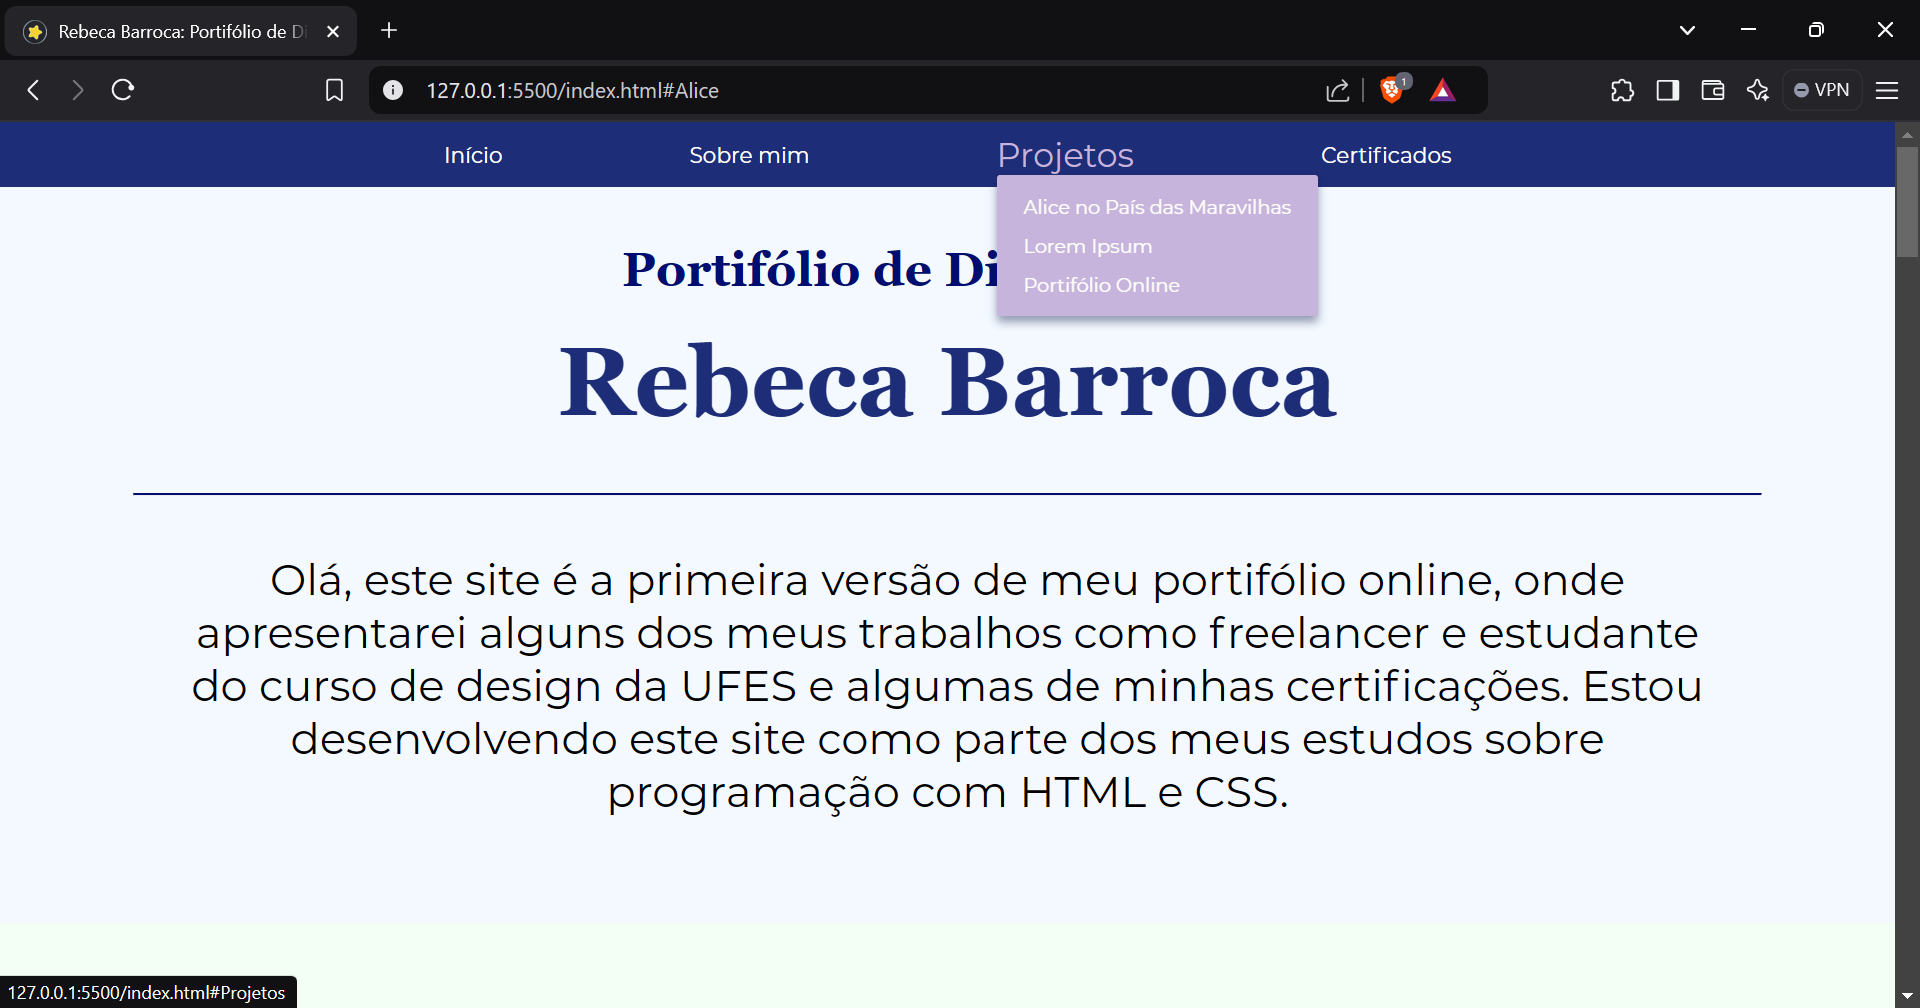 Rebeca Barroca: Portifólio de Di
127.0.0.1:5500/index.html#Alice
1
VPN
Início
Sobre mim
Projetos
Certificados
Alice no País das Maravilhas
Lorem Ipsum
Portifólio Online
Portifólio de Di
Rebeca Barroca
Olá, este site é a primeira versão de meu portifólio online, onde
apresentarei alguns dos meus trabalhos como freelancer e estudante
do curso de design da UFES e algumas de minhas certificações. Estou
desenvolvendo este site como parte dos meus estudos sobre
programação com HTML e CSS.
127.0.0.1:5500/index.html#Projetos